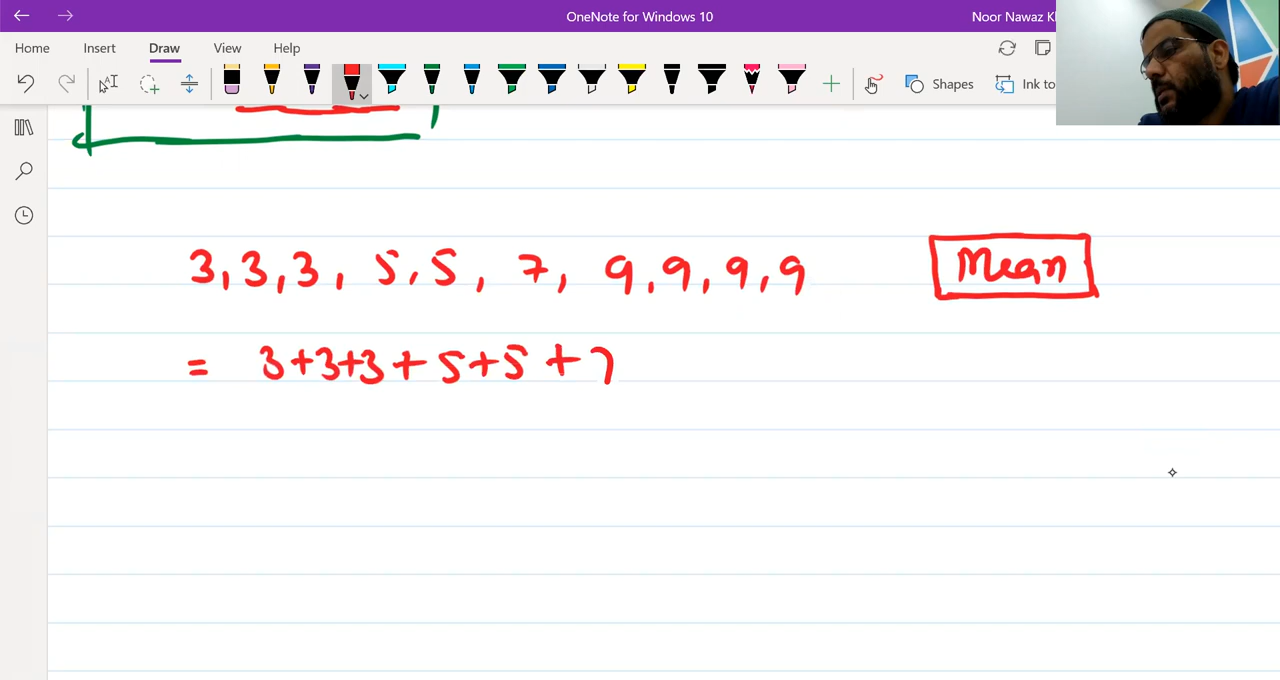 OneNote for Windows 10
Noor Nawaz
Home Insert Draw View Help
Shapes
Ink to
3, 3, 3, 5, 5, 7, 9, 9, 9, 9 Mean
= 3+3+3+5+5+7